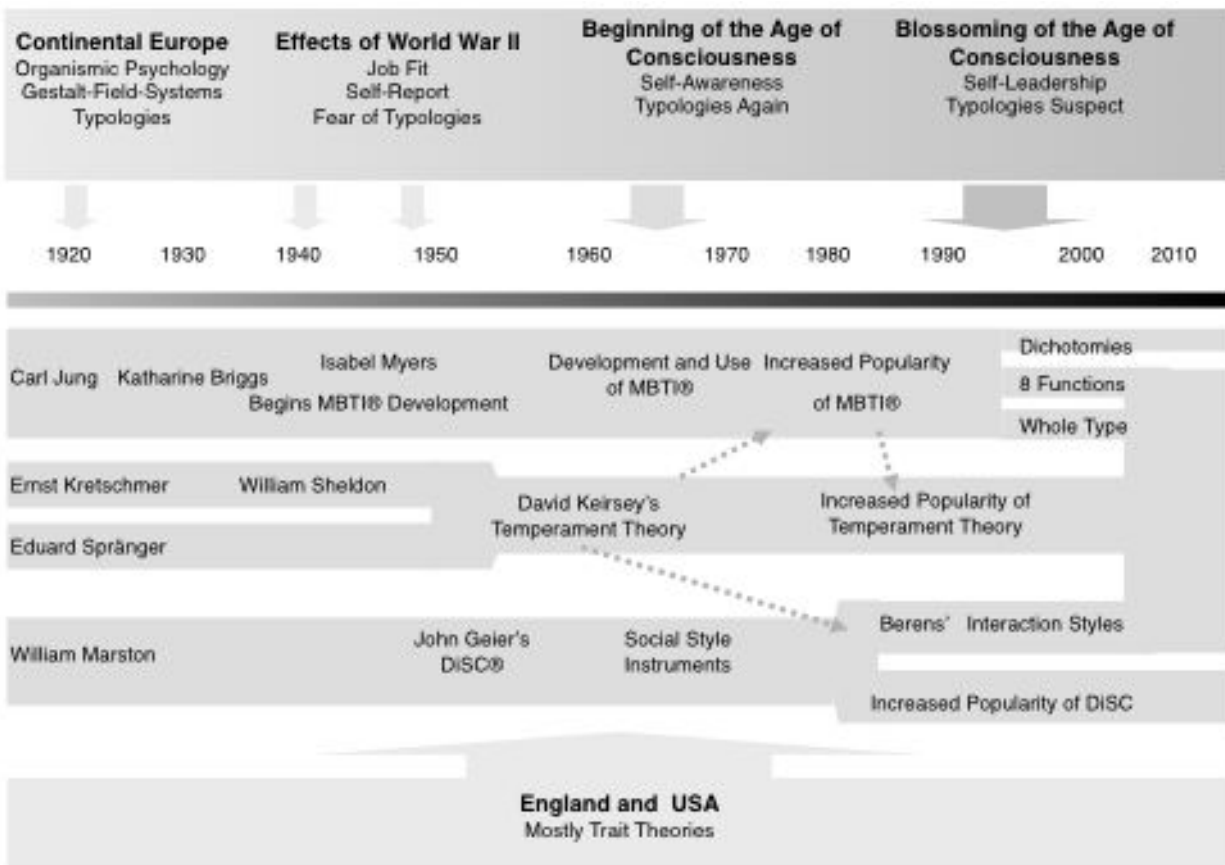 Continental Europe
Organismic Psychology
Gestalt-Field-Systems
Typologies
Effects of World War II
Job Fit
Self-Report
Fear of Typologies
Beginning of the Age of
Consciousness
Self-Awareness
Typologies Again
Blossoming of the Age of
Consciousness
Self-Leadership
Typologies Suspect
1920 1930 1940 1950 1960 1970 1980 1990 2000 2010
Carl Jung
Katharine Briggs
Isabel Myers
Begins MBTI® Development
Development and Use
of MBTI®
Increased Popularity
of MBTI®
Dichotomies
8 Functions
Whole Type
Ernst Kretschmer
William Sheldon
Eduard Spränger
David Keirsey's
Temperament Theory
Increased Popularity of
Temperament Theory
William Marston
John Geier's
DiSC®
Social Style
Instruments
Berens' Interaction Styles
Increased Popularity of DiSC
England and USA
Mostly Trait Theories